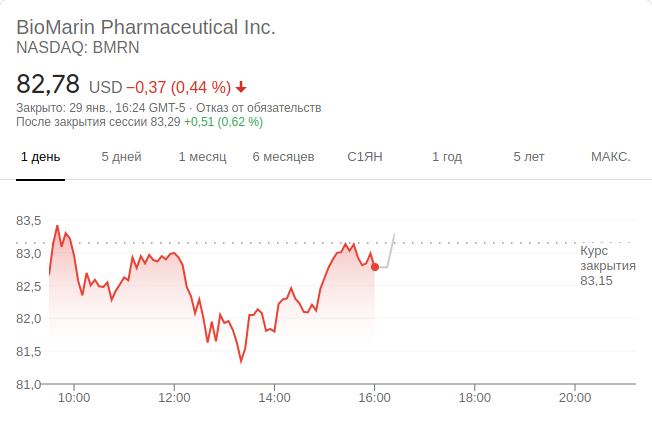 BioMarin Pharmaceutical Inc.
NASDAQ: BMRN
82,78 USD −0,37 (0,44 %)
Закрыто: 29 янв., 16:24 GMT-5 · Отказ от обязательств
После закрытия сессии 83,29 +0,51 (0,62 %)
1 день 5 дней 1 месяц 6 месяцев С1ЯН 1 год 5 лет МАКС.
83,5
83,0
82,5
82,0
81,5
81,0
Курс
закрытия
83,15
10:00 12:00 14:00 16:00 18:00 20:00